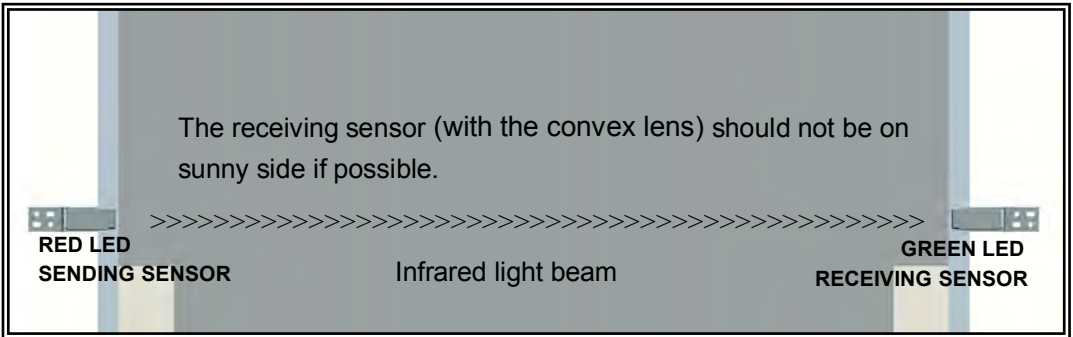 The receiving sensor (with the convex lens) should not be on
sunny side if possible.
>>>>>>>>>>>>>>>>>>>>>>>>>>>>>>>>>>>>>>>>>>>>>>>>>
RED LED
SENDING SENSOR
Infrared light beam
GREEN LED
RECEIVING SENSOR